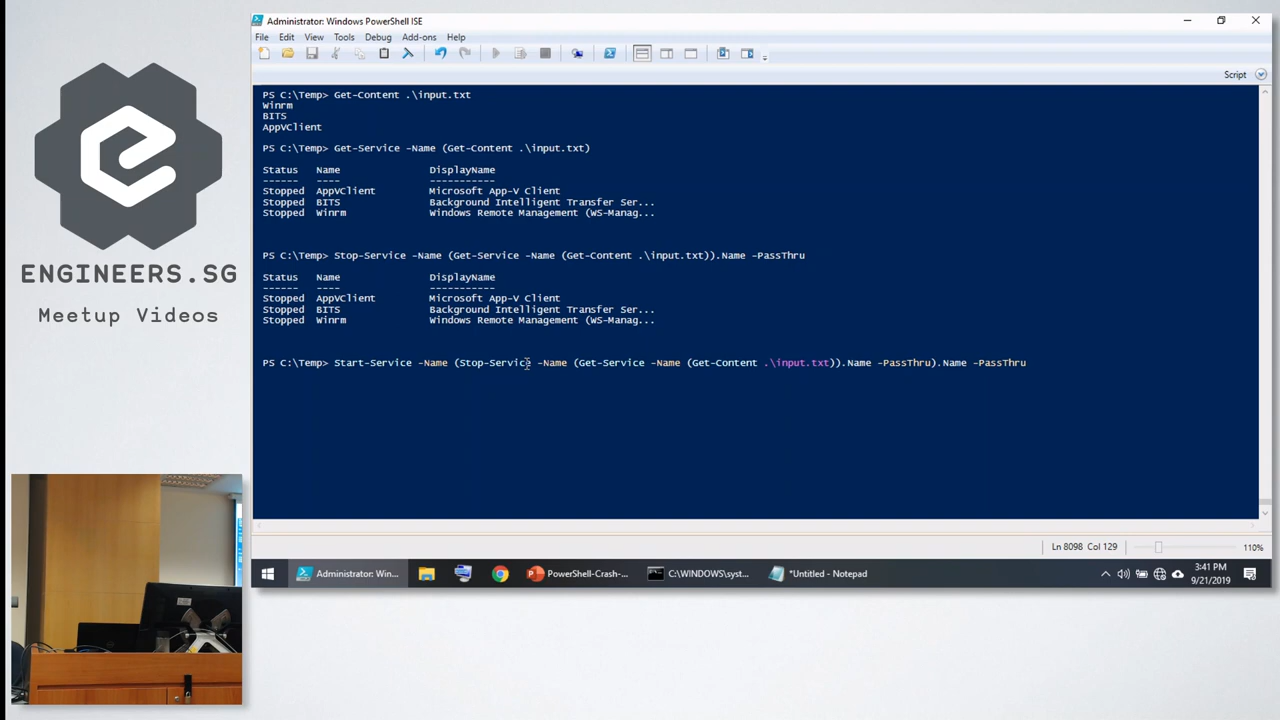 Administrator: Windows PowerShell ISE
File Edit View Tools Debug Add-ons Help
Script
PS C:\Temp> Get-Content .\input.txt
Winrm
BITS
AppVClient
PS C:\Temp> Get-Service -Name (Get-Content .\input.txt)
Status Name DisplayName
------ ---- -----------
Stopped AppVClient Microsoft App-V Client
Stopped BITS Background Intelligent Transfer Ser...
Stopped Winrm Windows Remote Management (WS-Manag...
PS C:\Temp> Stop-Service -Name (Get-Service -Name (Get-Content .\input.txt)).Name -PassThru
Status Name DisplayName
------ ---- -----------
Stopped AppVClient Microsoft App-V Client
Stopped BITS Background Intelligent Transfer Ser...
Stopped Winrm Windows Remote Management (WS-Manag...
PS C:\Temp> Start-Service -Name (Stop-Service -Name (Get-Service -Name (Get-Content .\input.txt)).Name -PassThru).Name -PassThru
Ln 8098 Col 129 110%
Administrator: Win... PowerShell-Crash-... C:\WINDOWS\syst... *Untitled - Notepad
3:41 PM
9/21/2019
ENGINEERS.SG
Meetup Videos